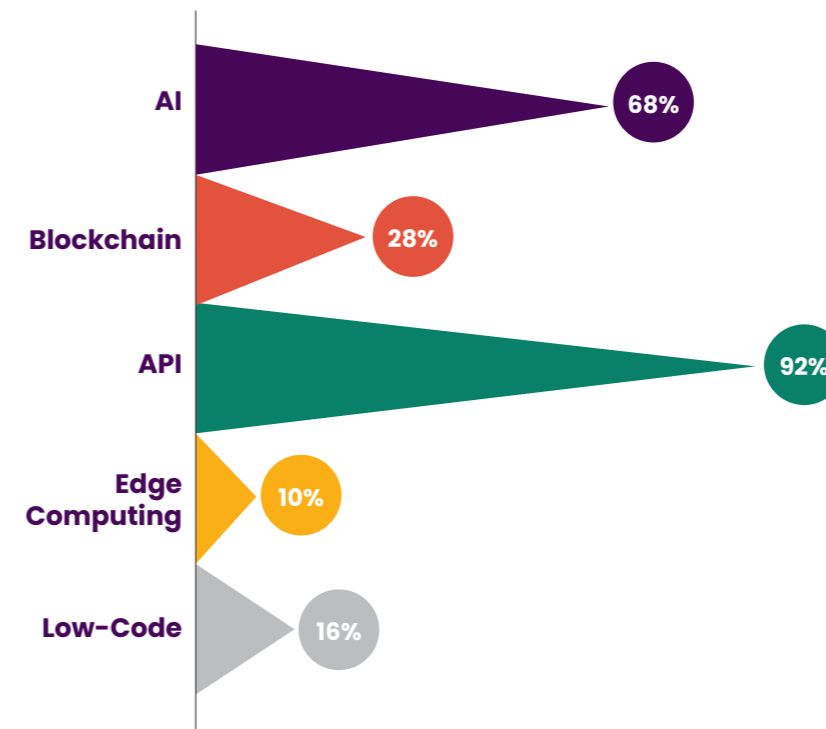 AI
68%
Blockchain
28%
API
92%
Edge
Computing
10%
Low-Code
16%